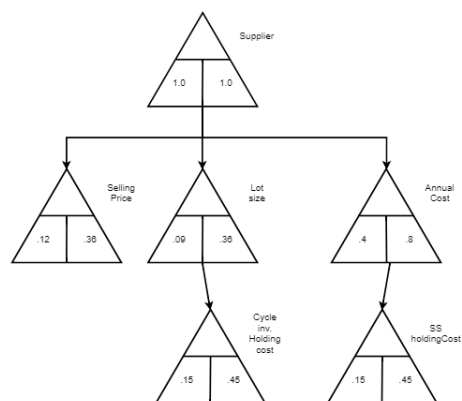 Supplier
1.0 1.0
Selling
Price
Lot
size
Annual
Cost
.12 .36
.09 .36
.4 .8
Cycle
inv.
Holding
cost
SS
holdingCost
.15 .45
.15 .45